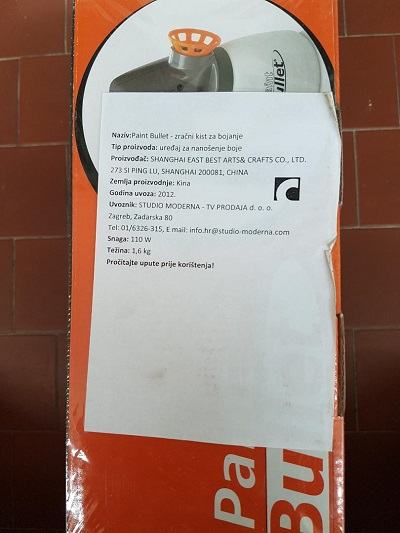 Paint
Bullet
Naziv:Paint Bullet - zračni kist za bojanje
Tip proizvoda: uređaj za nanošenje boje
Proizvođač: SHANGHAI EAST BEST ARTS& CRAFTS CO., LTD.
273 SI PING LU, SHANGHAI 200081, CHINA
Zemlja proizvodnje: Kina
Godina uvoza: 2012.
Uvoznik: STUDIO MODERNA - TV PRODAJA d. o. o.
Zagreb, Zadarska 80
Tel: 01/6326-315, E mail: info.hr@studio-moderna.com
Snaga: 110 W
Težina: 1,6 kg
Pročitajte upute prije korištenja!
Pa
Bu